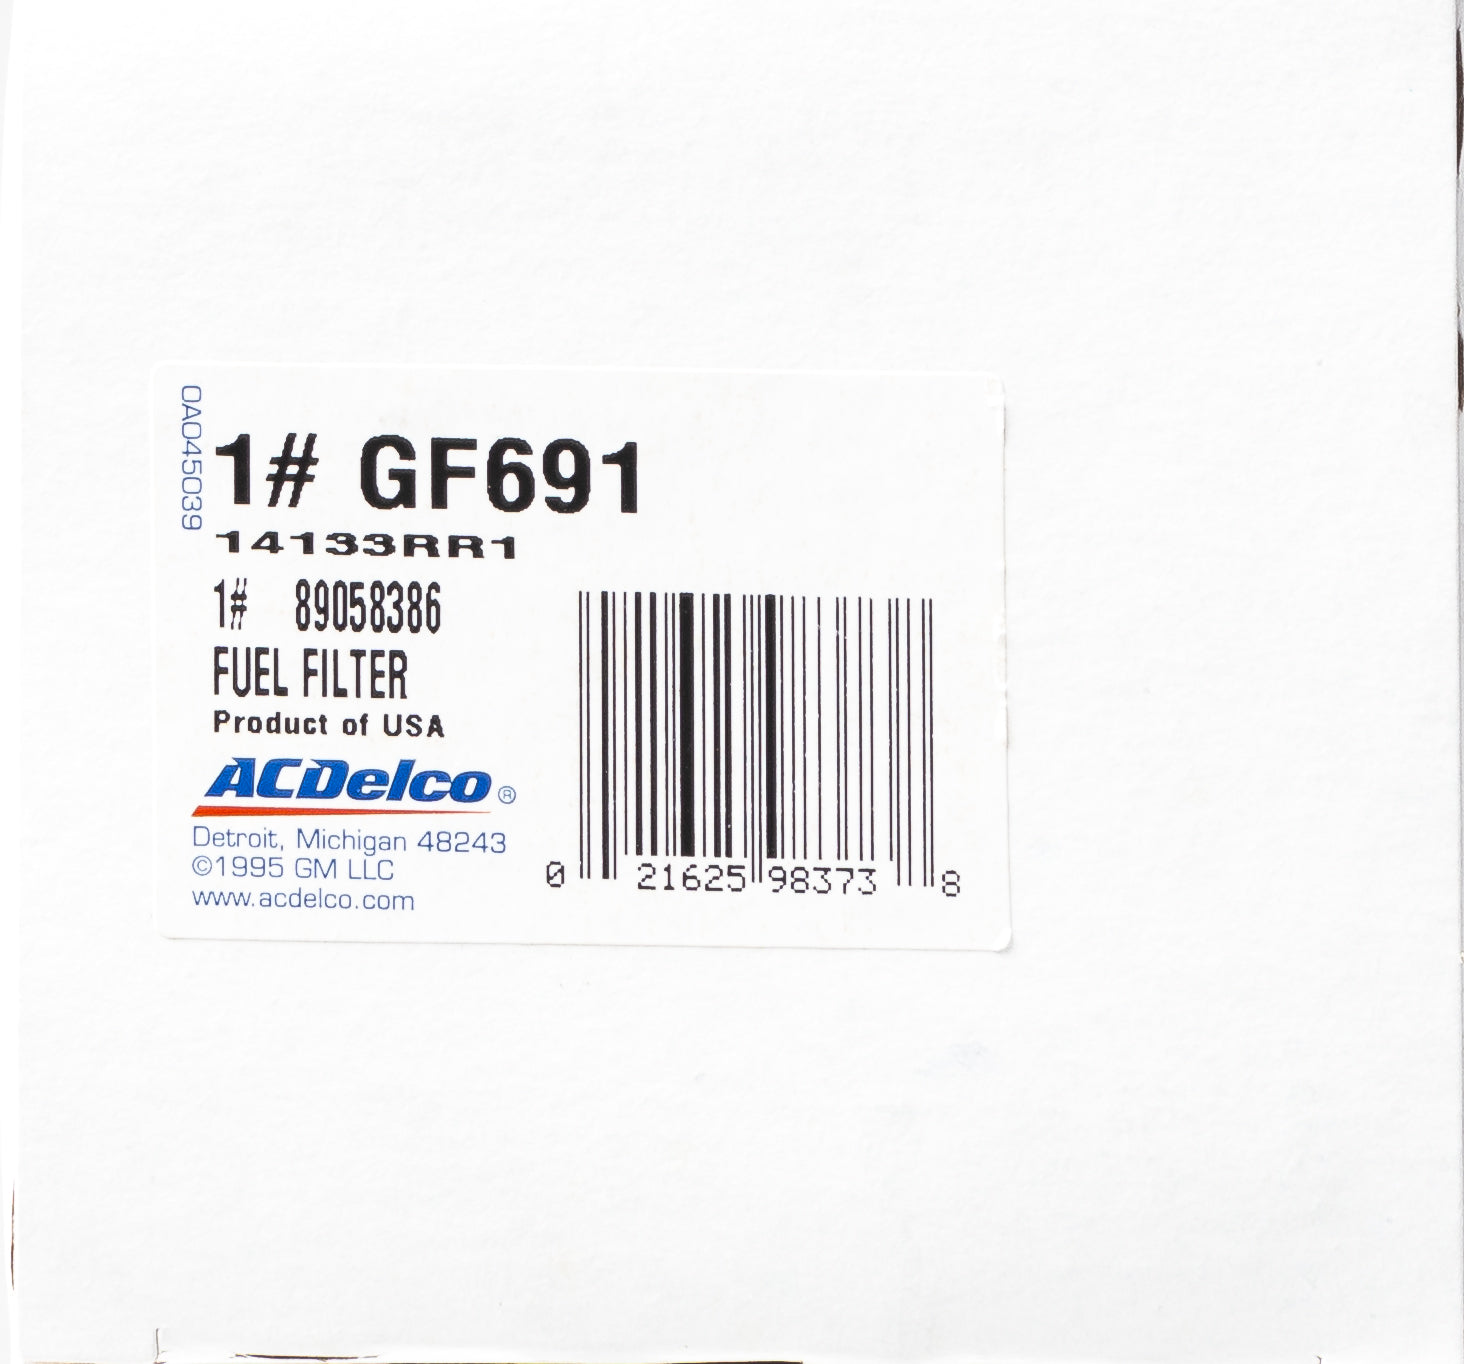 0A045039
1# GF691
14133RR1
1# 89058386
FUEL FILTER
Product of USA
ACDelco®
Detroit, Michigan 48243
©1995 GM LLC
www.acdelco.com
0 21625 98373 8